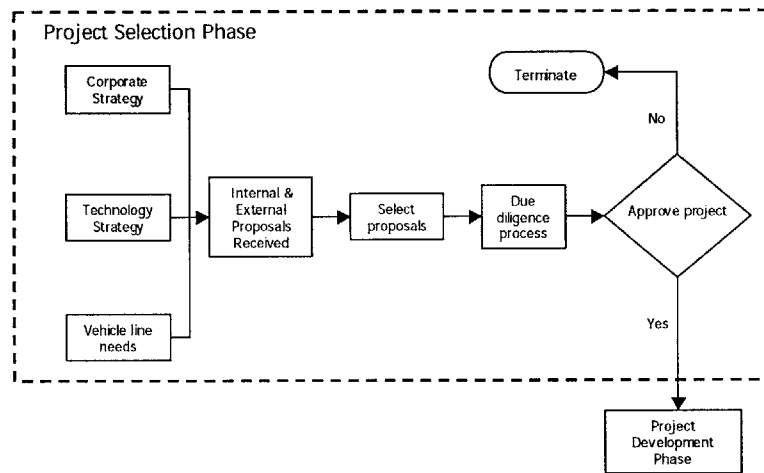 Project Selection Phase
Corporate
Strategy
Technology
Strategy
Vehicle line
needs
Internal &
External
Proposals
Received
Select
proposals
Due
diligence
process
Approve project
No
Terminate
Yes
Project
Development
Phase